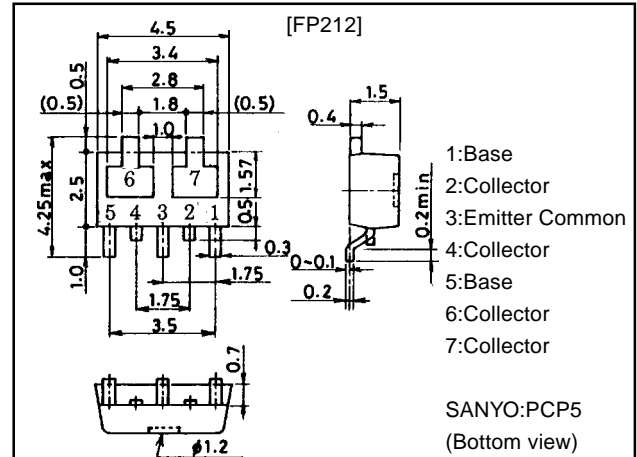 [FP212]
4.5
3.4
2.8
0.5
(0.5) 1.8 (0.5)
1.0
6 7
1.57
2.5
4.25max
5 4 3 2 1
0.5
0.3
1.0
1.75
1.75
3.5
1.5
0.4
0.2min
0~0.1
0.2
0.7
ø1.2
1:Base
2:Collector
3:Emitter Common
4:Collector
5:Base
6:Collector
7:Collector
SANYO:PCP5
(Bottom view)